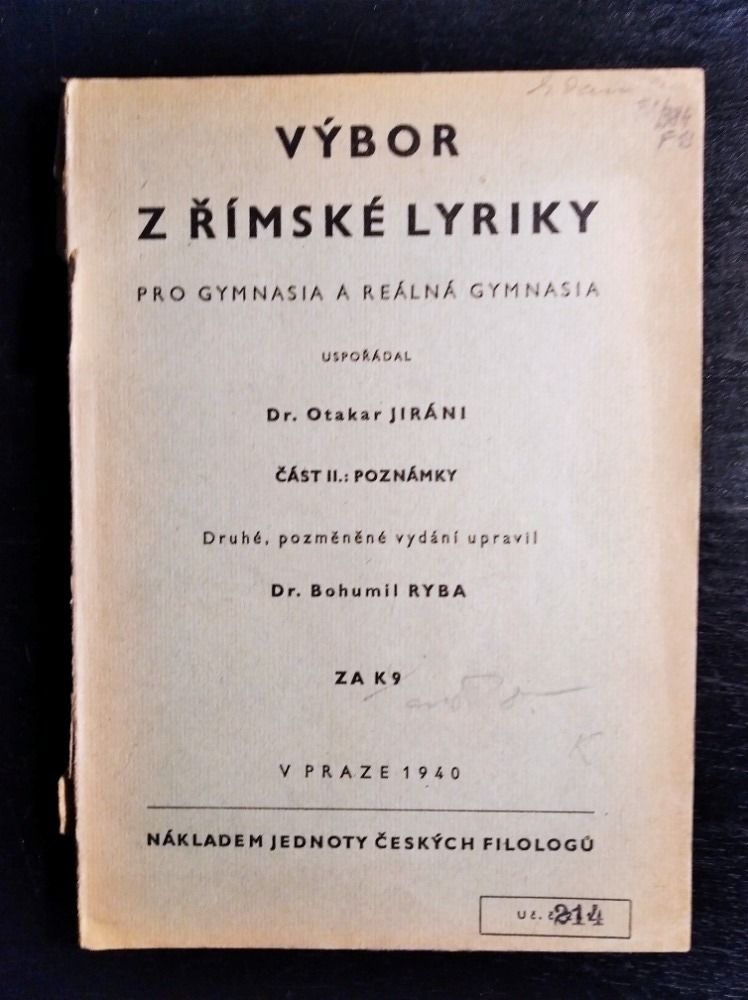 VÝBOR
Z ŘÍMSKÉ LYRIKY
PRO GYMNASIA A REÁLNÁ GYMNASIA
USPOŘÁDAL
Dr. Otakar JIRÁNI
ČÁST II.: POZNÁMKY
Druhé, pozměněné vydání upravil
Dr. Bohumil RYBA
ZA K 9
K
V PRAZE 1940
NÁKLADEM JEDNOTY ČESKÝCH FILOLOGŮ
Uč. č. 214